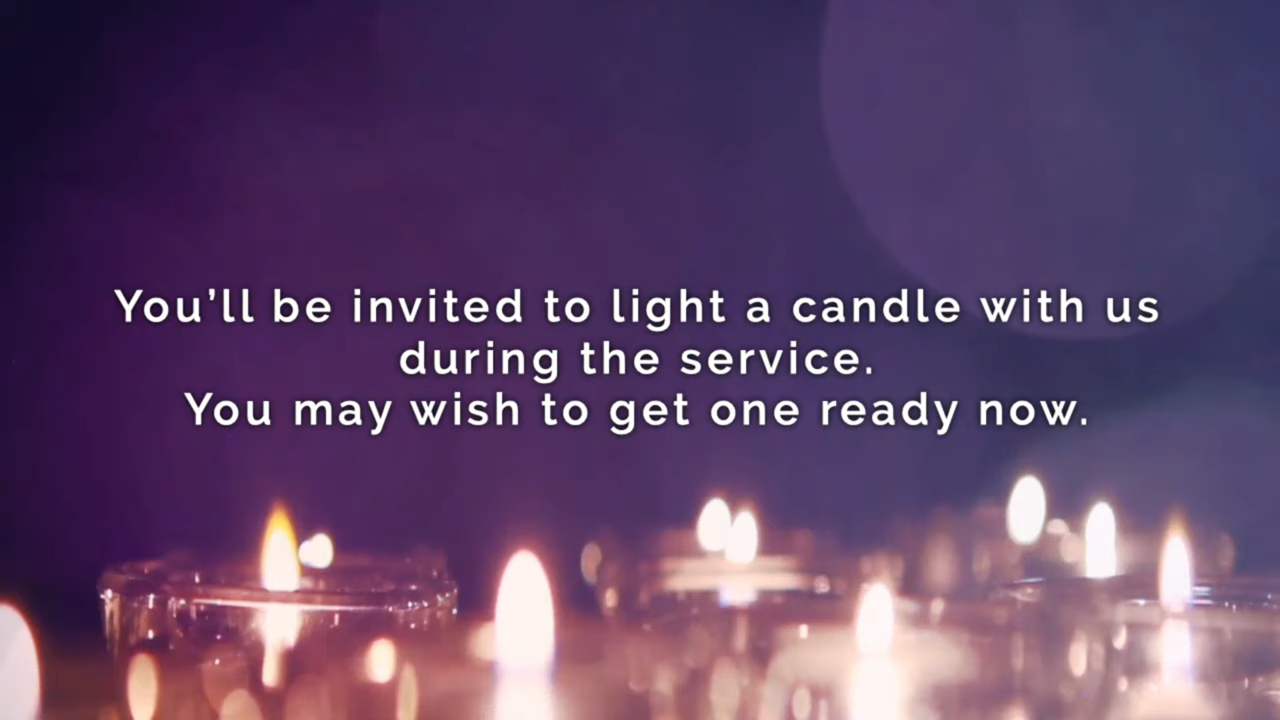 You’ll be invited to light a candle with us
during the service.
You may wish to get one ready now.